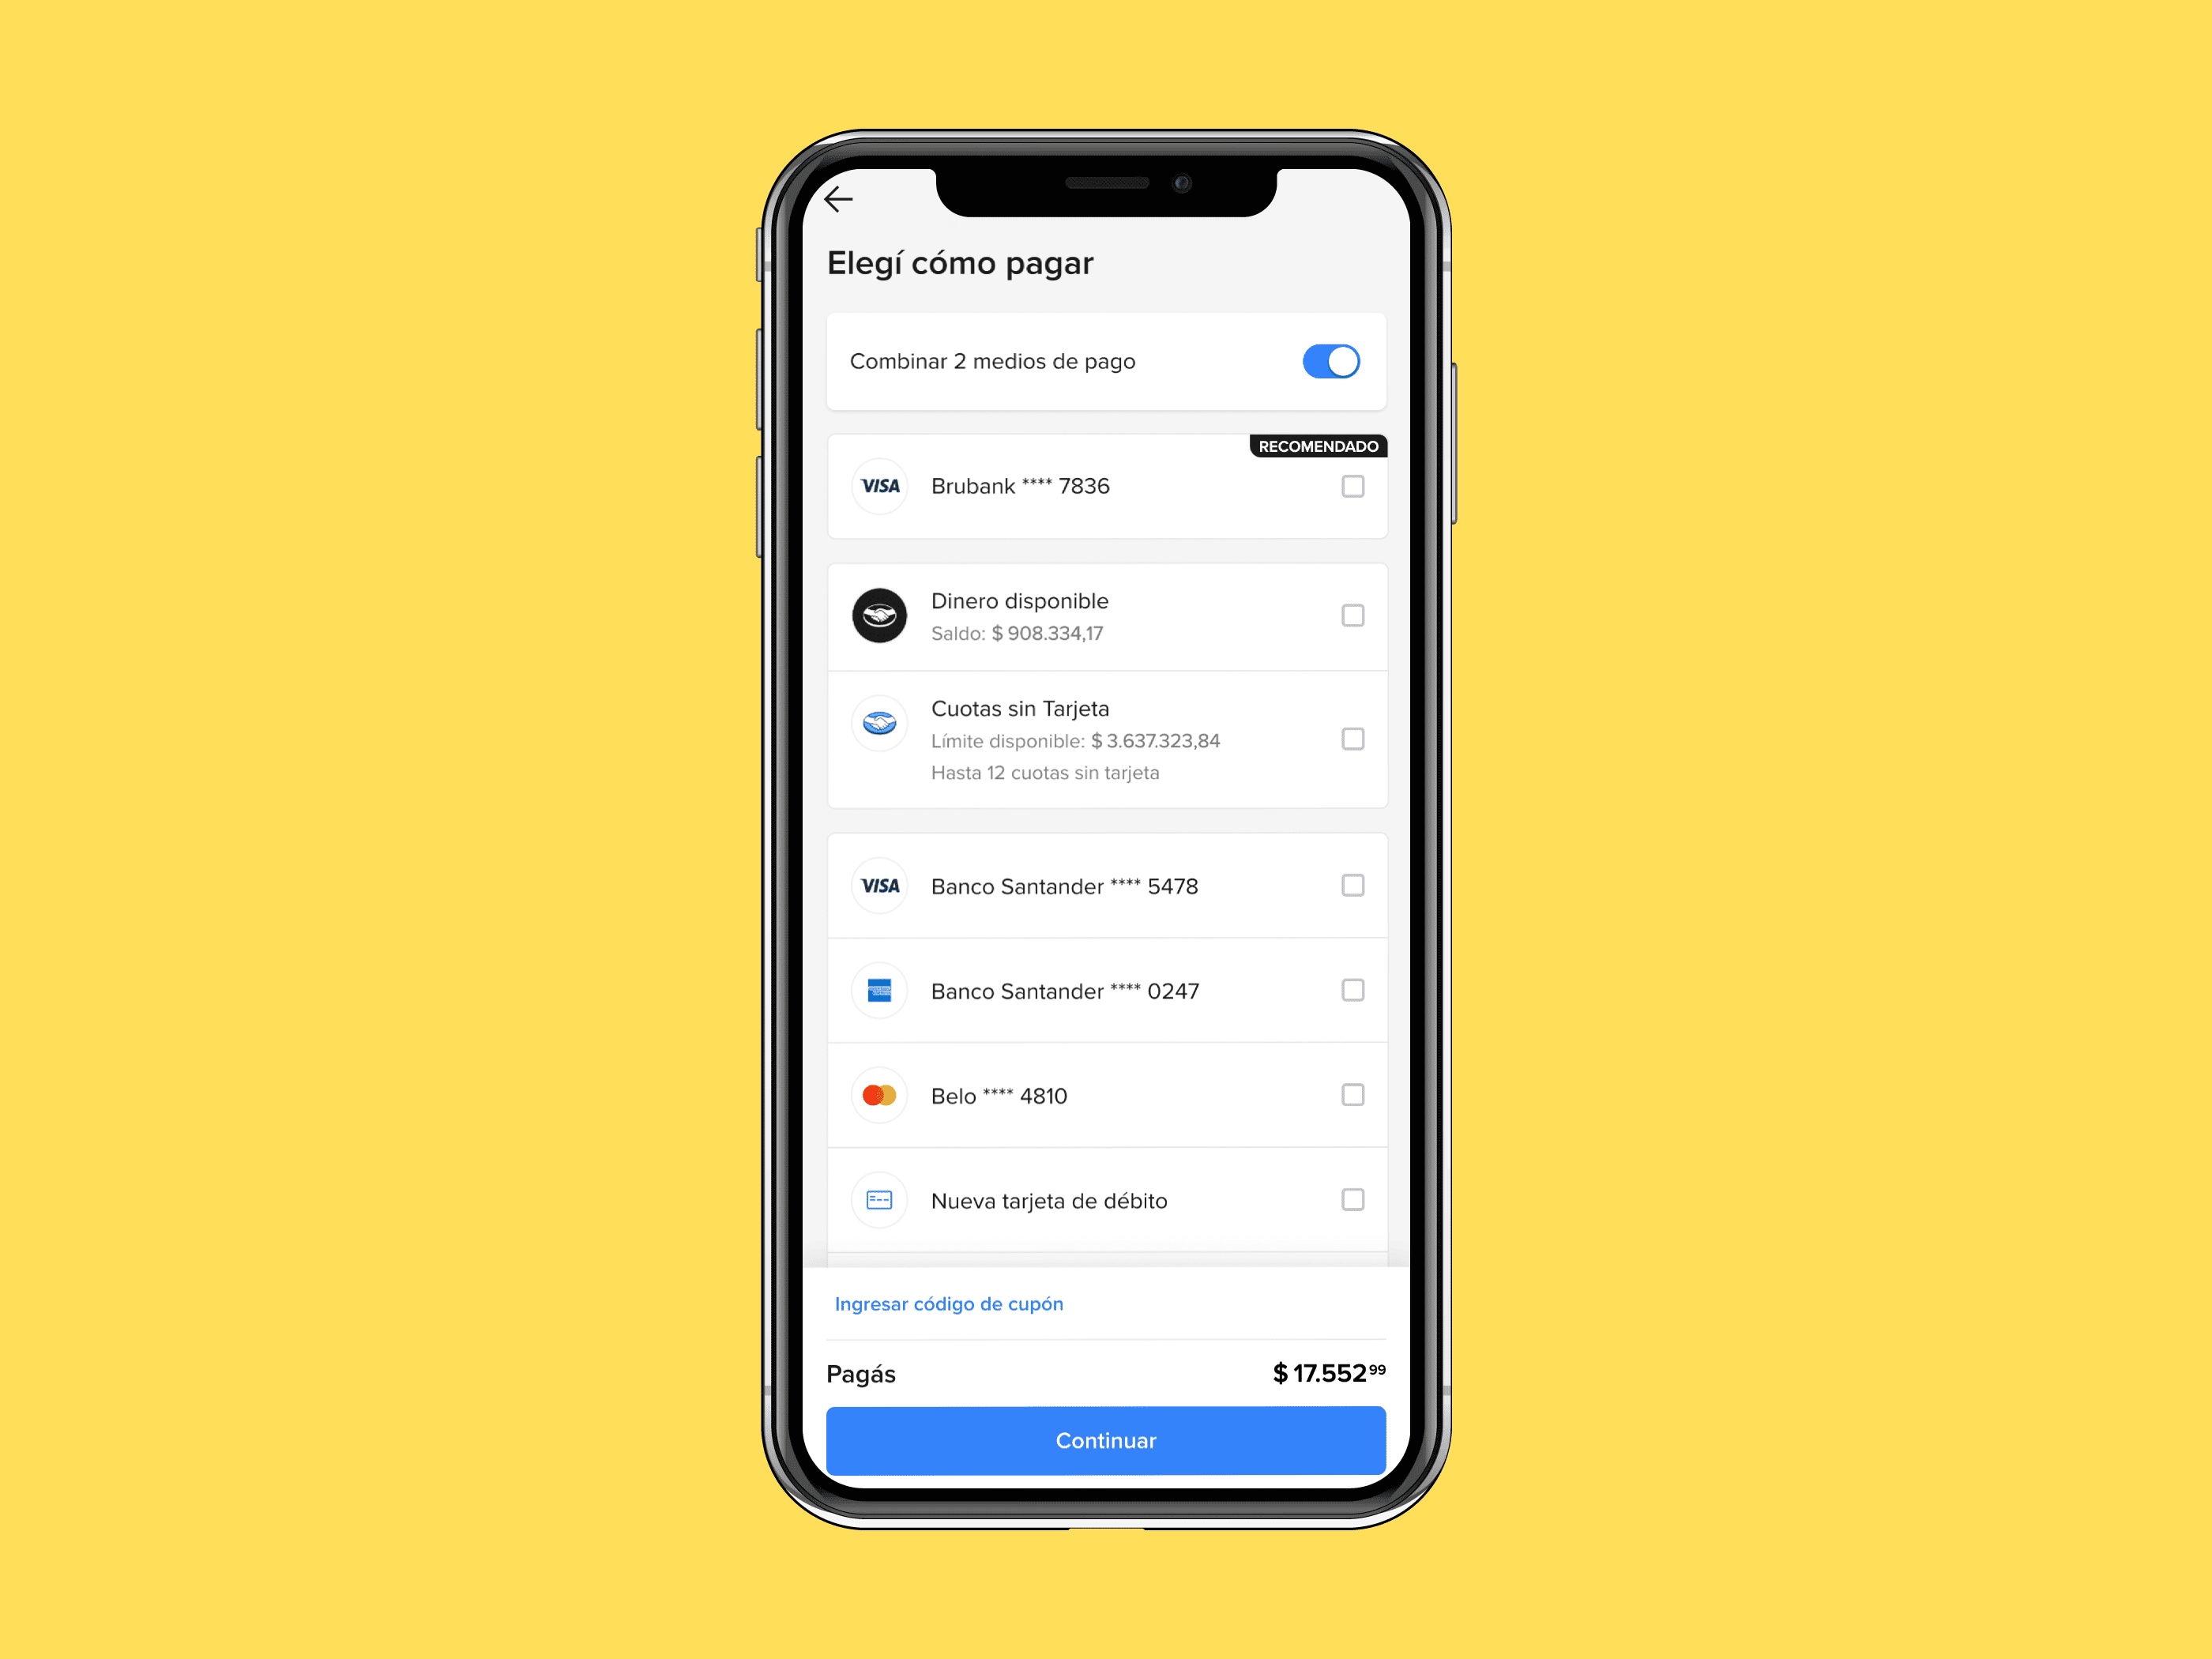 Elegí cómo pagar
Combinar 2 medios de pago
RECOMENDADO
VISA
Brubank **** 7836
Dinero disponible
Saldo: $ 908.334,17
Cuotas sin Tarjeta
Límite disponible: $ 3.637.323,84
Hasta 12 cuotas sin tarjeta
VISA
Banco Santander **** 5478
Banco Santander **** 0247
Belo **** 4810
Nueva tarjeta de débito
Ingresar código de cupón
Pagás $ 17.552 99
Continuar